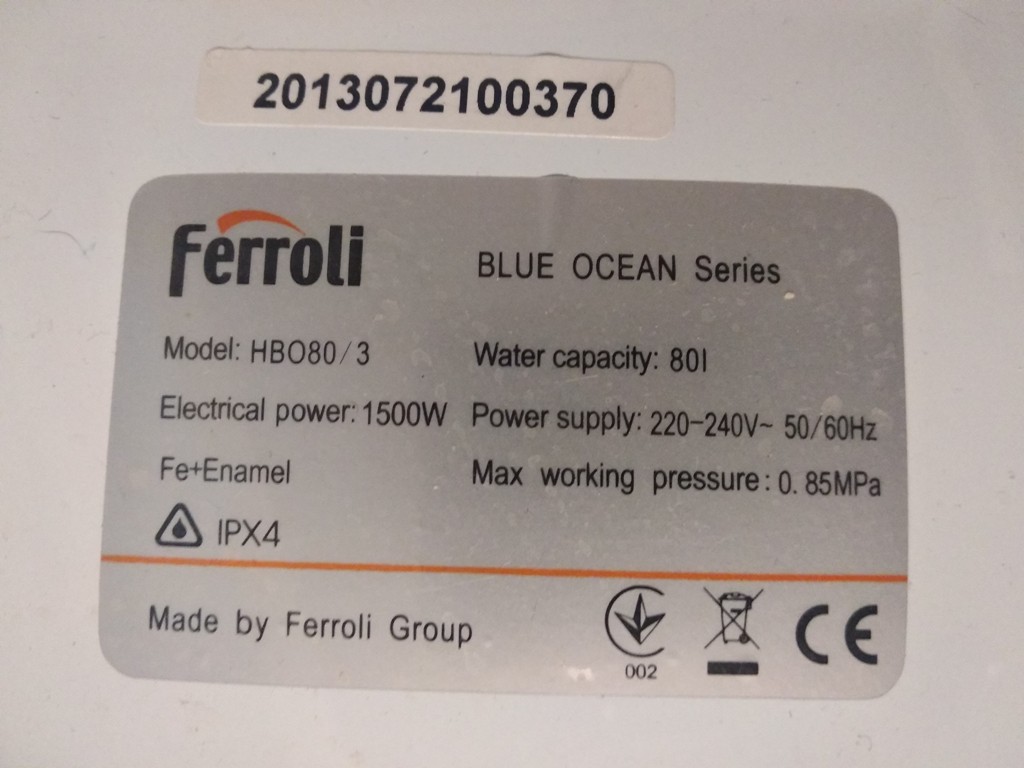 2013072100370
Ferroli
BLUE OCEAN Series
Model: HBO80/3
Water capacity: 80l
Electrical power: 1500W
Power supply: 220-240V~ 50/60Hz
Fe+Enamel
Max working pressure: 0.85MPa
IPX4
Made by Ferroli Group
002
CE